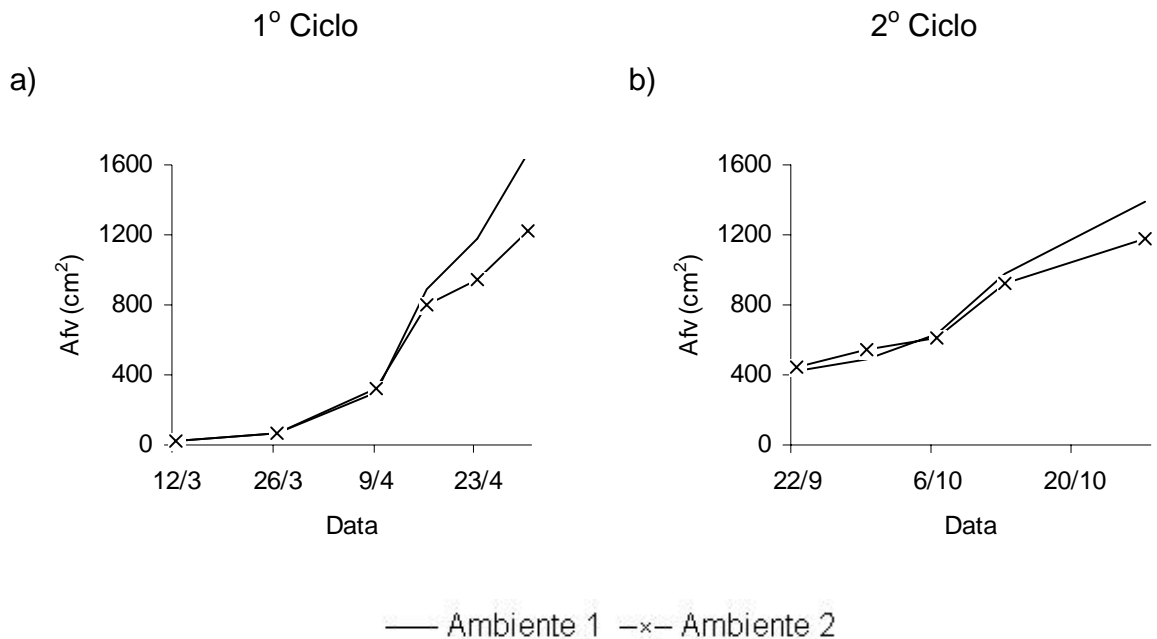 1º Ciclo
2º Ciclo
a)
b)
1600
1200
800
400
0
Afv (cm²)
12/3 26/3 9/4 23/4
Data
1600
1200
800
400
0
Afv (cm²)
22/9 6/10 20/10
Data
Ambiente 1 Ambiente 2